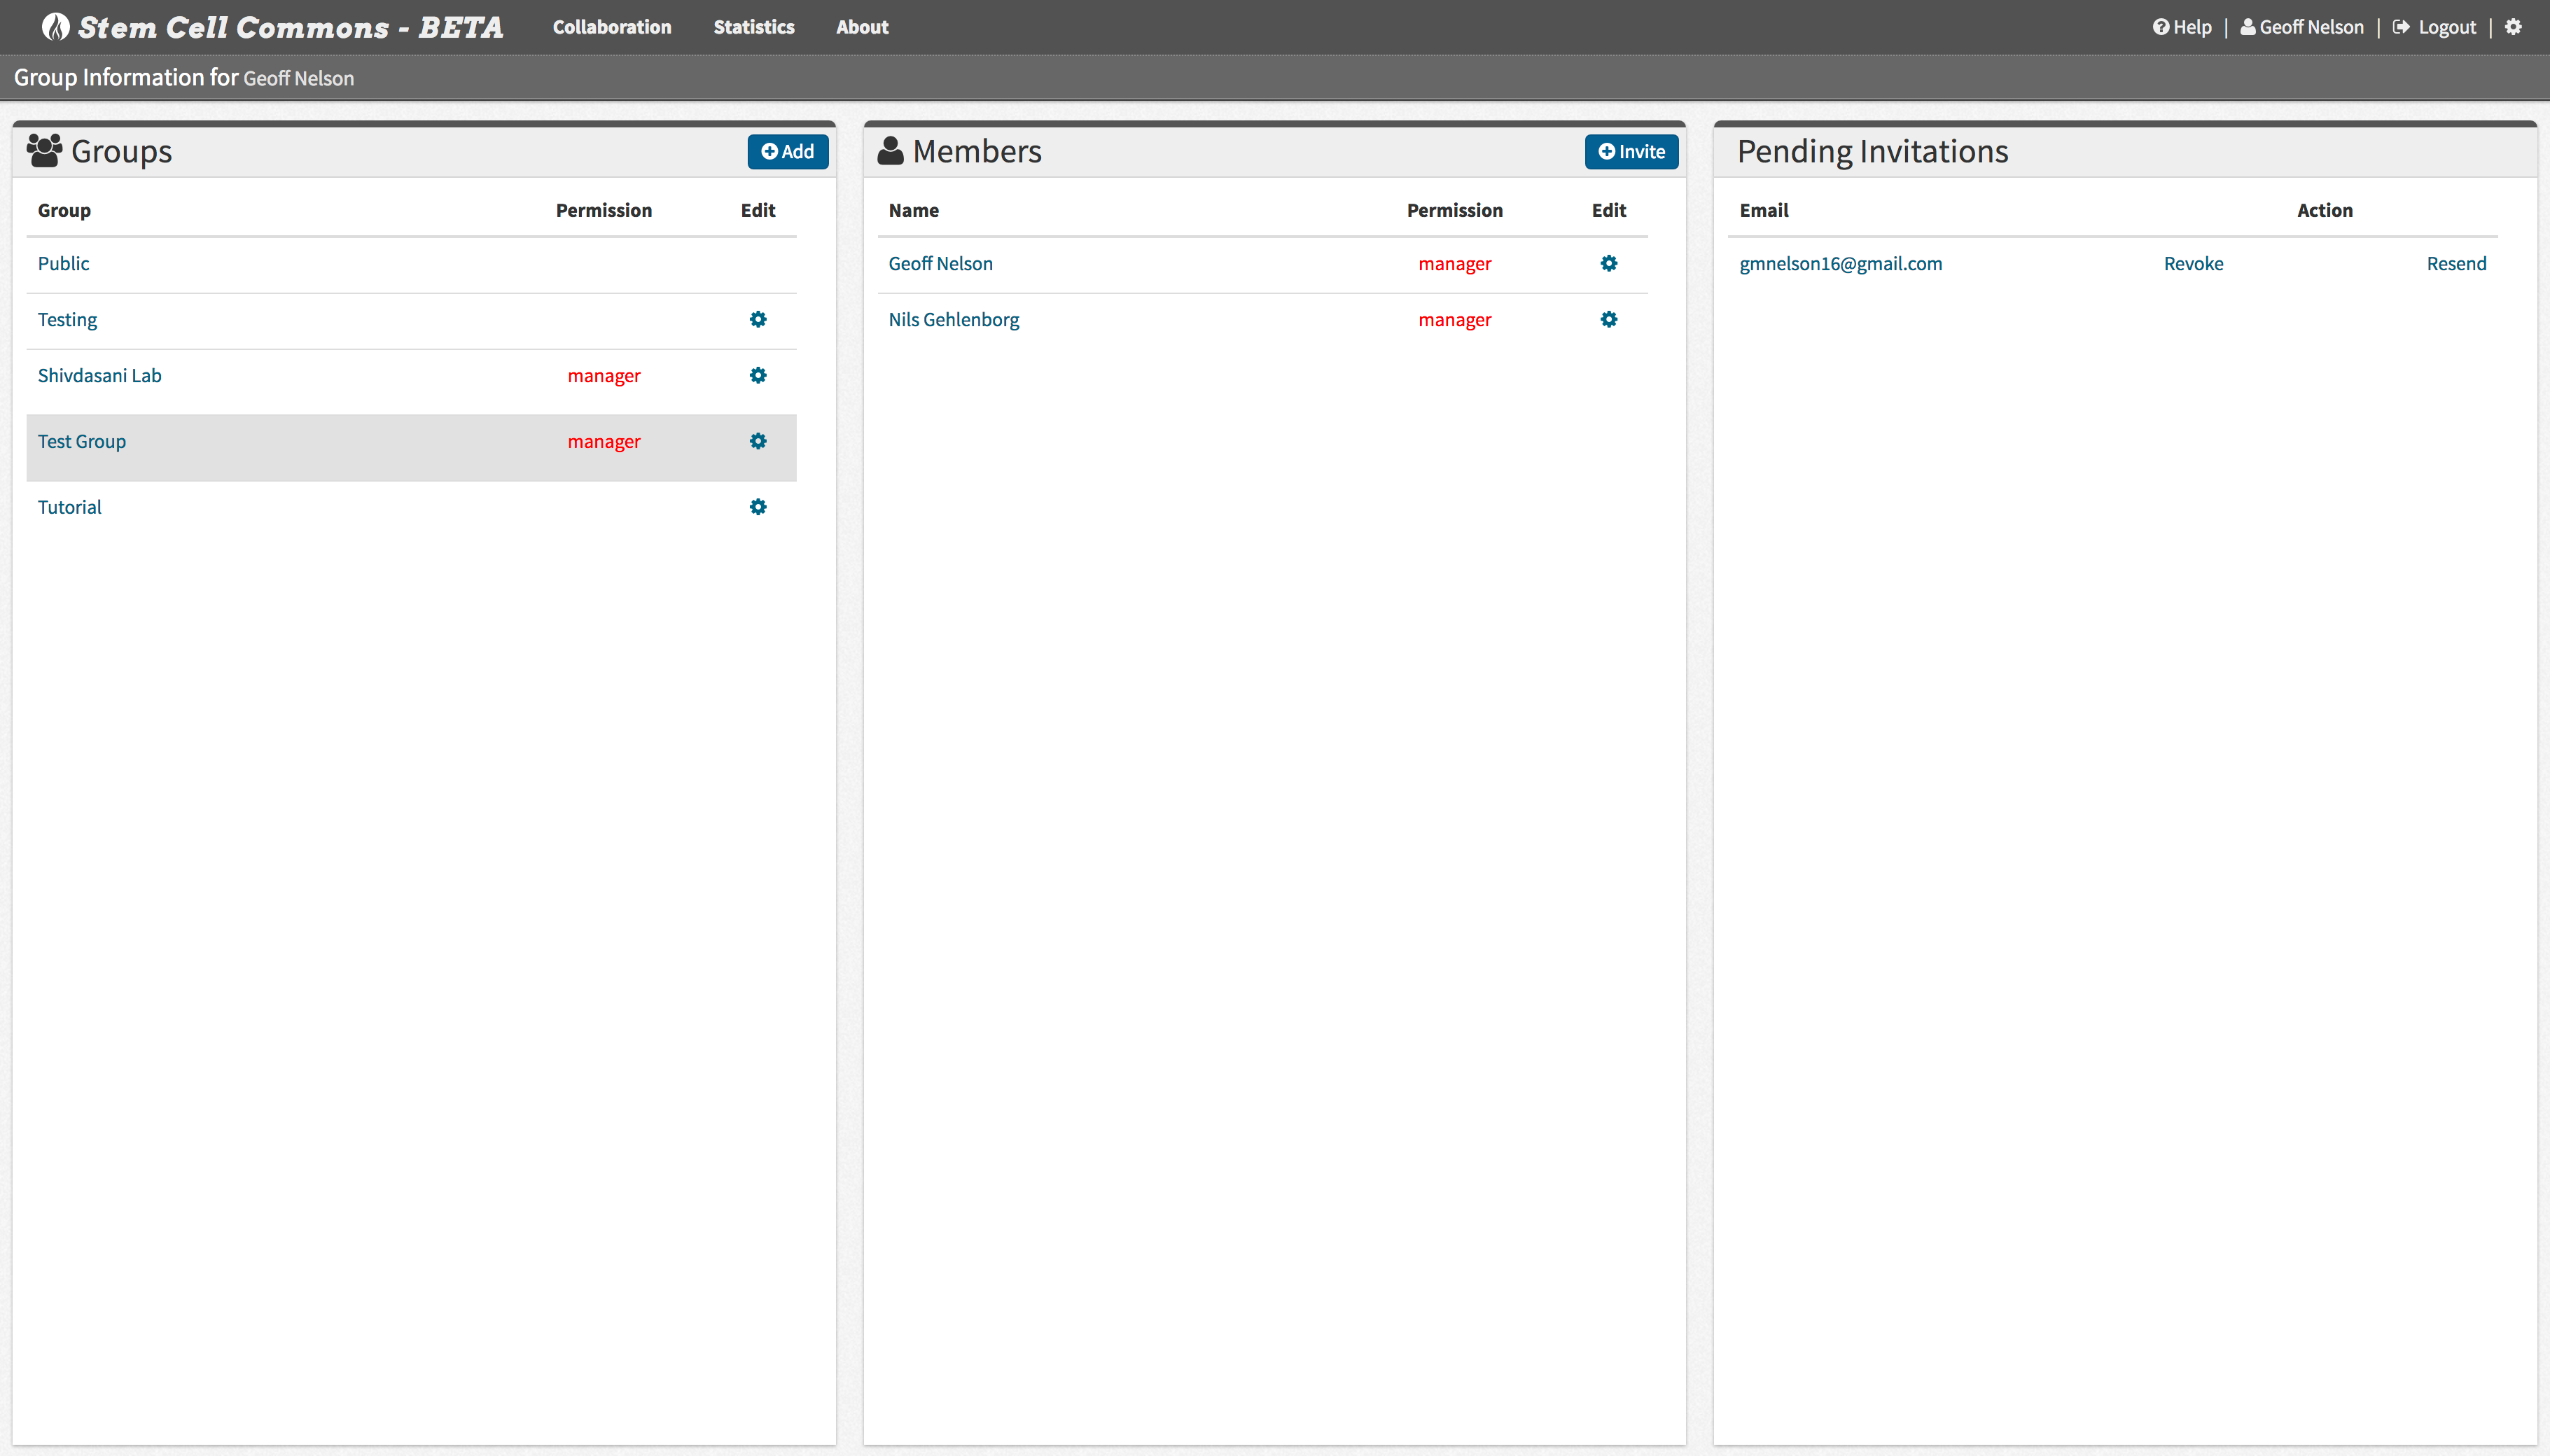 Stem Cell Commons - BETA Collaboration Statistics About Help | Geoff Nelson | Logout |
Group Information for Geoff Nelson
Groups Add
Group Permission Edit
Public
Testing
Shivdasani Lab manager
Test Group manager
Tutorial
Members Invite
Name Permission Edit
Geoff Nelson manager
Nils Gehlenborg manager
Pending Invitations
Email Action
gmnelson16@gmail.com Revoke Resend